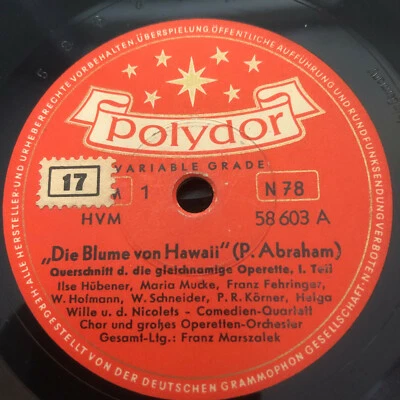 ALLE HERSTELLER- UND URHEBERRECHTE VORBEHALTEN. ÜBERSPIELUNG, ÖFFENTLICHE AUFFÜHRUNG UND RUNDFUNKSENDUNG VERBOTEN.
Polydor
VARIABLE GRADE
17
1
N 78
HVM
58 603 A
„Die Blume von Hawaii" (P. Abraham)
Querschnitt d. die gleichnamige Operette, I. Teil
Ilse Hübener, Maria Mucke, Franz Fehringer,
W. Hofmann, W. Schneider, P. R. Körner, Helga
Wille u. d. Nicolets - Comedien-Quartett
Chor und großes Operetten-Orchester
Gesamt-Ltg.: Franz Marszalek
HERGESTELLT VON DER DEUTSCHEN GRAMMOPHON GESELLSCHAFT